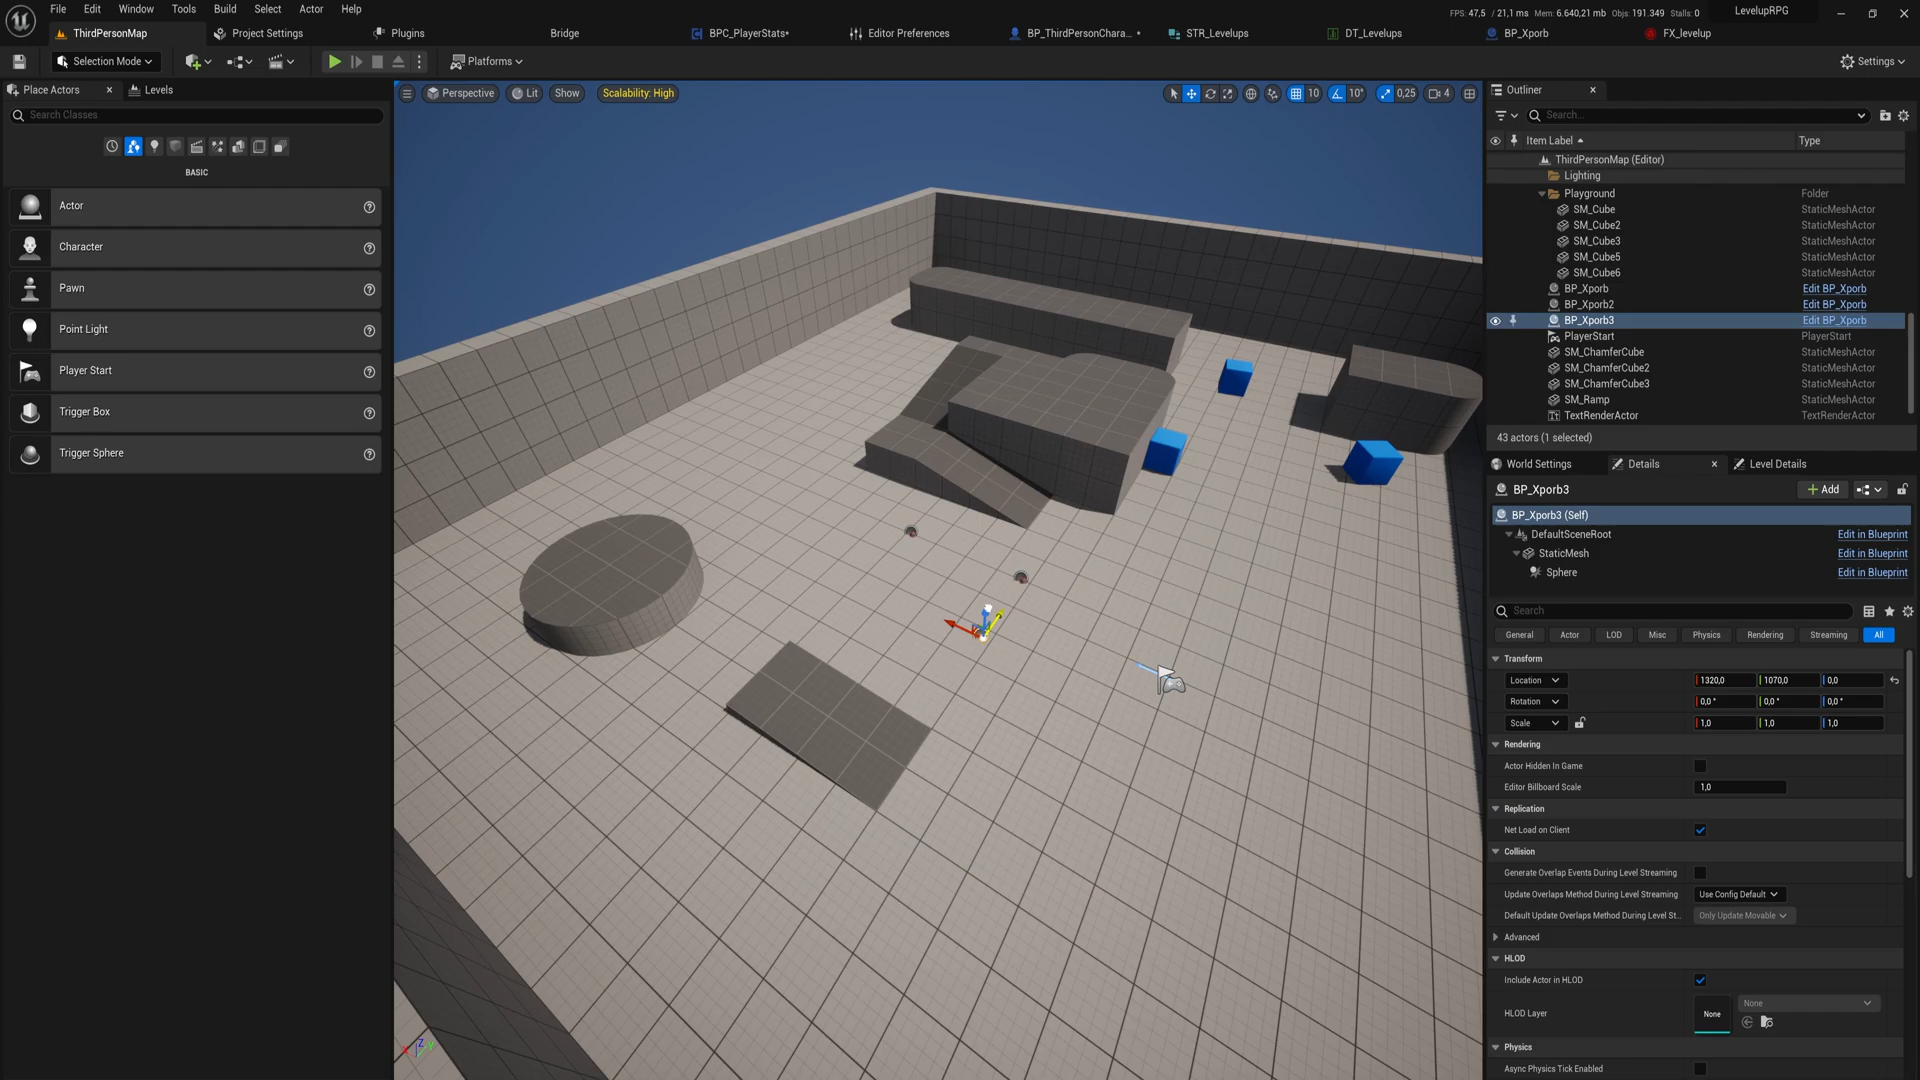 File Edit Window Tools Build Select Actor Help
FPS: 47,5 / 21,1 ms Mem: 6.640,21 mb Objs: 191.349 Stalls: 0
LevelupRPG
ThirdPersonMap
Project Settings
Plugins
Bridge
BPC_PlayerStats*
Editor Preferences
BP_ThirdPersonChara... *
STR_Levelups
DT_Levelups
BP_Xporb
FX_levelup
Selection Mode
Platforms
Settings
Place Actors
Levels
Search Classes
BASIC
Actor
Character
Pawn
Point Light
Player Start
Trigger Box
Trigger Sphere
Perspective
Lit
Show
Scalability: High
10
10°
0,25
4
Outliner
Search...
Item Label
Type
ThirdPersonMap (Editor)
Lighting
Playground Folder
SM_Cube StaticMeshActor
SM_Cube2 StaticMeshActor
SM_Cube3 StaticMeshActor
SM_Cube5 StaticMeshActor
SM_Cube6 StaticMeshActor
BP_Xporb Edit BP_Xporb
BP_Xporb2 Edit BP_Xporb
BP_Xporb3 Edit BP_Xporb
PlayerStart PlayerStart
SM_ChamferCube StaticMeshActor
SM_ChamferCube2 StaticMeshActor
SM_ChamferCube3 StaticMeshActor
SM_Ramp StaticMeshActor
TextRenderActor TextRenderActor
43 actors (1 selected)
World Settings
Details
Level Details
BP_Xporb3
Add
BP_Xporb3 (Self)
DefaultSceneRoot Edit in Blueprint
StaticMesh Edit in Blueprint
Sphere Edit in Blueprint
Search
General Actor LOD Misc Physics Rendering Streaming All
Transform
Location 1320,0 1070,0 0,0
Rotation 0,0 ° 0,0 ° 0,0 °
Scale 1,0 1,0 1,0
Rendering
Actor Hidden In Game
Editor Billboard Scale 1,0
Replication
Net Load on Client
Collision
Generate Overlap Events During Level Streaming
Update Overlaps Method During Level Streaming Use Config Default
Default Update Overlaps Method During Level St... Only Update Movable
Advanced
HLOD
Include Actor in HLOD
HLOD Layer None None
Physics
Async Physics Tick Enabled
X Z Y